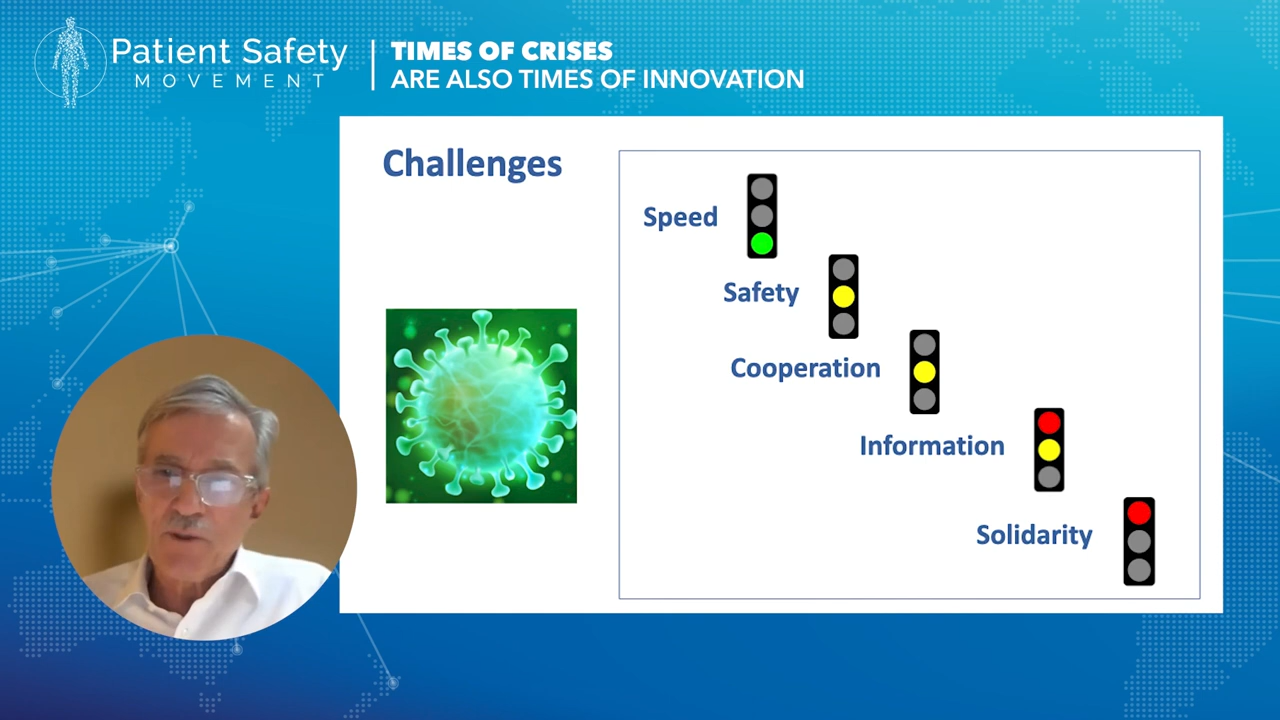 Patient Safety
MOVEMENT
TIMES OF CRISES
ARE ALSO TIMES OF INNOVATION
Challenges
Speed
Safety
Cooperation
Information
Solidarity